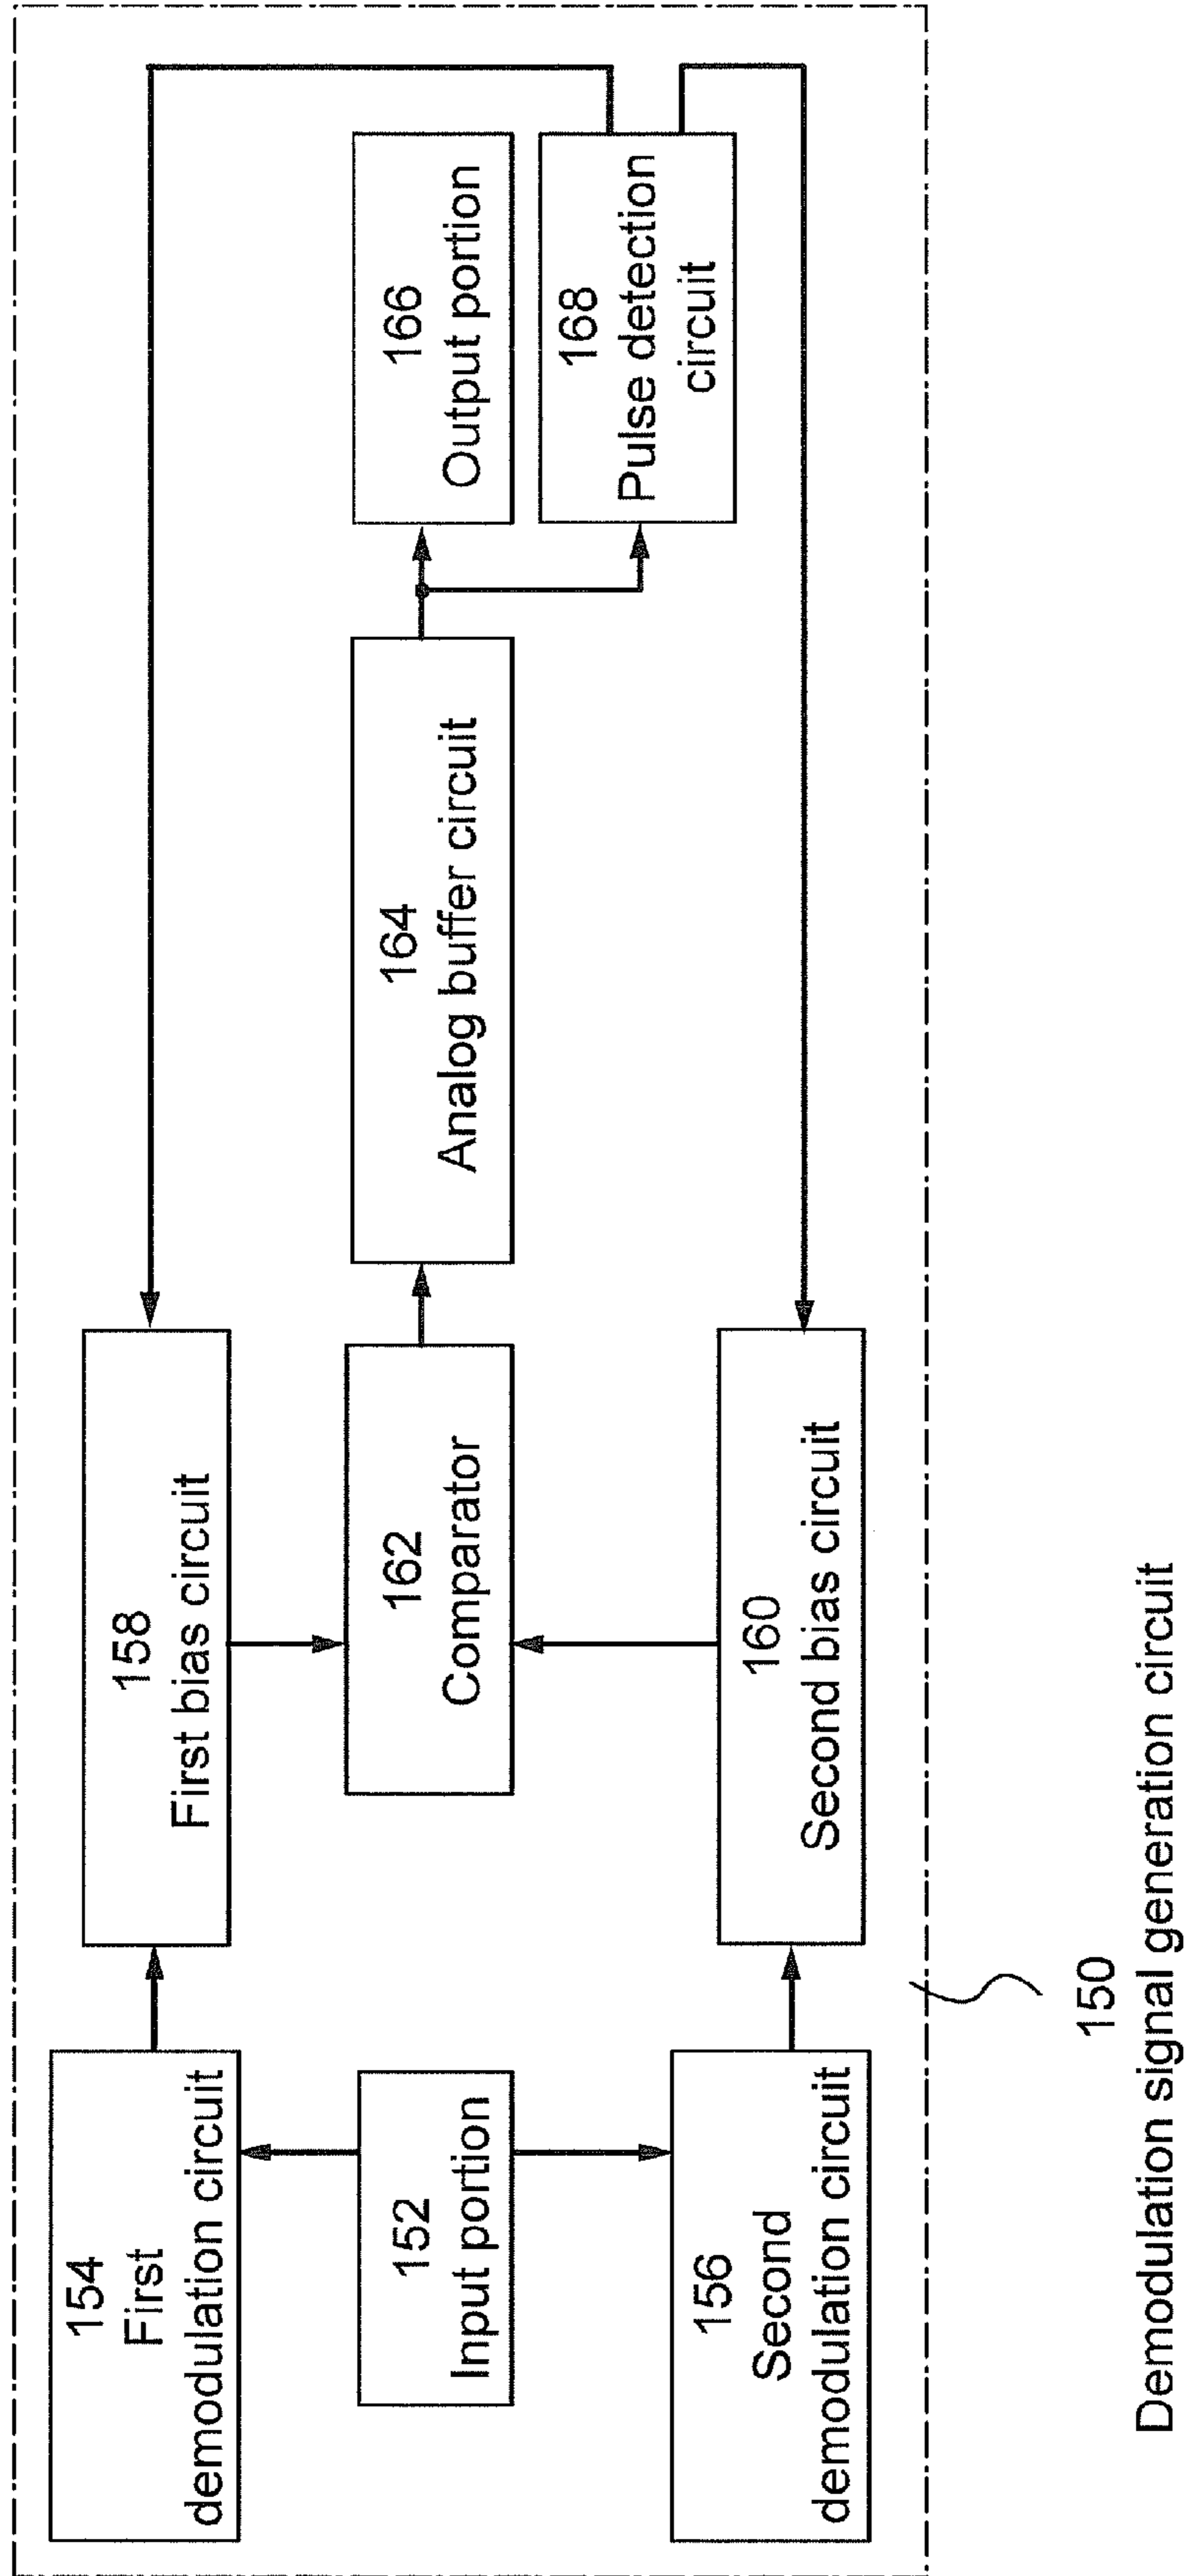 154
First
demodulation circuit
152
Input portion
156
Second
demodulation circuit
158
First bias circuit
162
Comparator
160
Second bias circuit
164
Analog buffer circuit
166
Output portion
168
Pulse detection
circuit
150
Demodulation signal generation circuit